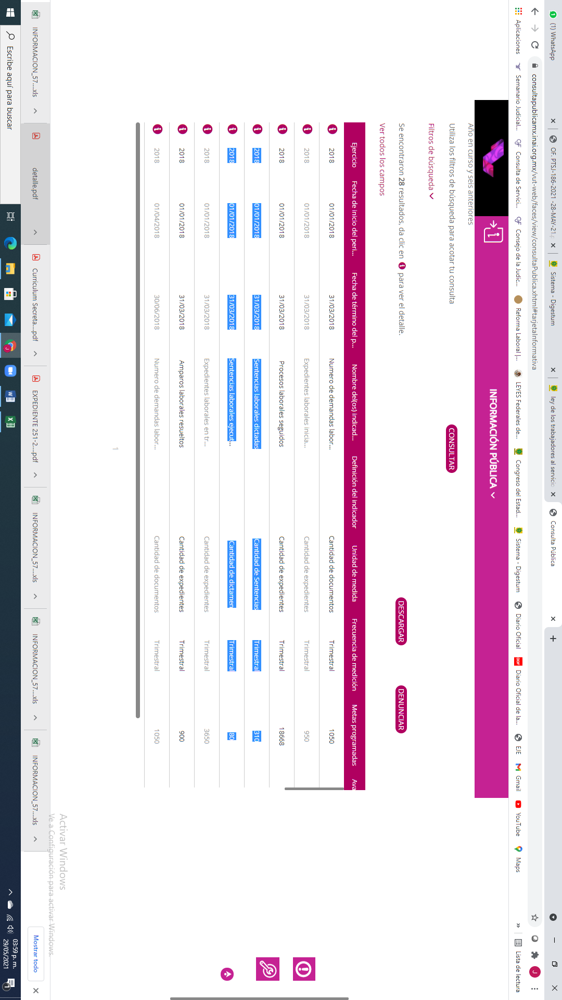 (1) WhatsApp
OF. PTSJ-186-2021 -28-MAY-21.p
Sistema - Digestum
ley de los trabajadores al servicio
Consulta Pública
consultapublicamx.inai.org.mx/vut-web/faces/view/consultaPublica.xhtml#tarjetaInformativa
Aplicaciones
Semanario Judicial...
Consulta de Servici...
Consejo de la Judic...
Reforma Laboral |...
LEYES Federales de...
Congreso del Estad...
Sistema - Digestum
Diario Oficial
DOF Diario Oficial de la...
EJE
Gmail
YouTube
Maps
»
Lista de lectura
INFORMACIÓN PÚBLICA
Año en curso y seis anteriores
Utiliza los filtros de búsqueda para acotar tu consulta
CONSULTAR
Filtros de búsqueda
Se encontraron 28 resultados, da clic en i para ver el detalle.
DESCARGAR
DENUNCIAR
Ver todos los campos
Ejercicio Fecha de inicio del peri... Fecha de término del p... Nombre del(os) indicad... Definición del indicador Unidad de medida Frecuencia de medición Metas programadas Ava
2018 01/01/2018 31/03/2018 Numero de demandas labor... Cantidad de documentos Trimestral 1050
2018 01/01/2018 31/03/2018 Expedientes laborales inicia... Cantidad de expedientes Trimestral 950
2018 01/01/2018 31/03/2018 Procesos laborales seguidos Cantidad de expedientes Trimestral 18668
2018 01/01/2018 31/03/2018 Sentencias laborales dictadas Cantidad de Sentencias Trimestral 310
2018 01/01/2018 31/03/2018 Sentencias laborales ejecut... Cantidad de dictamen Trimestral 80
2018 01/01/2018 31/03/2018 Expedientes laborales en tr... Cantidad de expedientes Trimestral 3650
2018 01/01/2018 31/03/2018 Amparos laborales resueltos Cantidad de expedientes Trimestral 900
2018 01/04/2018 30/06/2018 Numero de demandas labor... Cantidad de documentos Trimestral 1050
1
Activar Windows
Ve a Configuración para activar Windows.
INFORMACION_57....xls
detalle.pdf
Curriculum Secreta....pdf
EXPEDIENTE 251-2....pdf
INFORMACION_57....xls
INFORMACION_57....xls
INFORMACION_57....xls
Mostrar todo
Escribe aquí para buscar
03:59 p. m.
29/05/2021
1